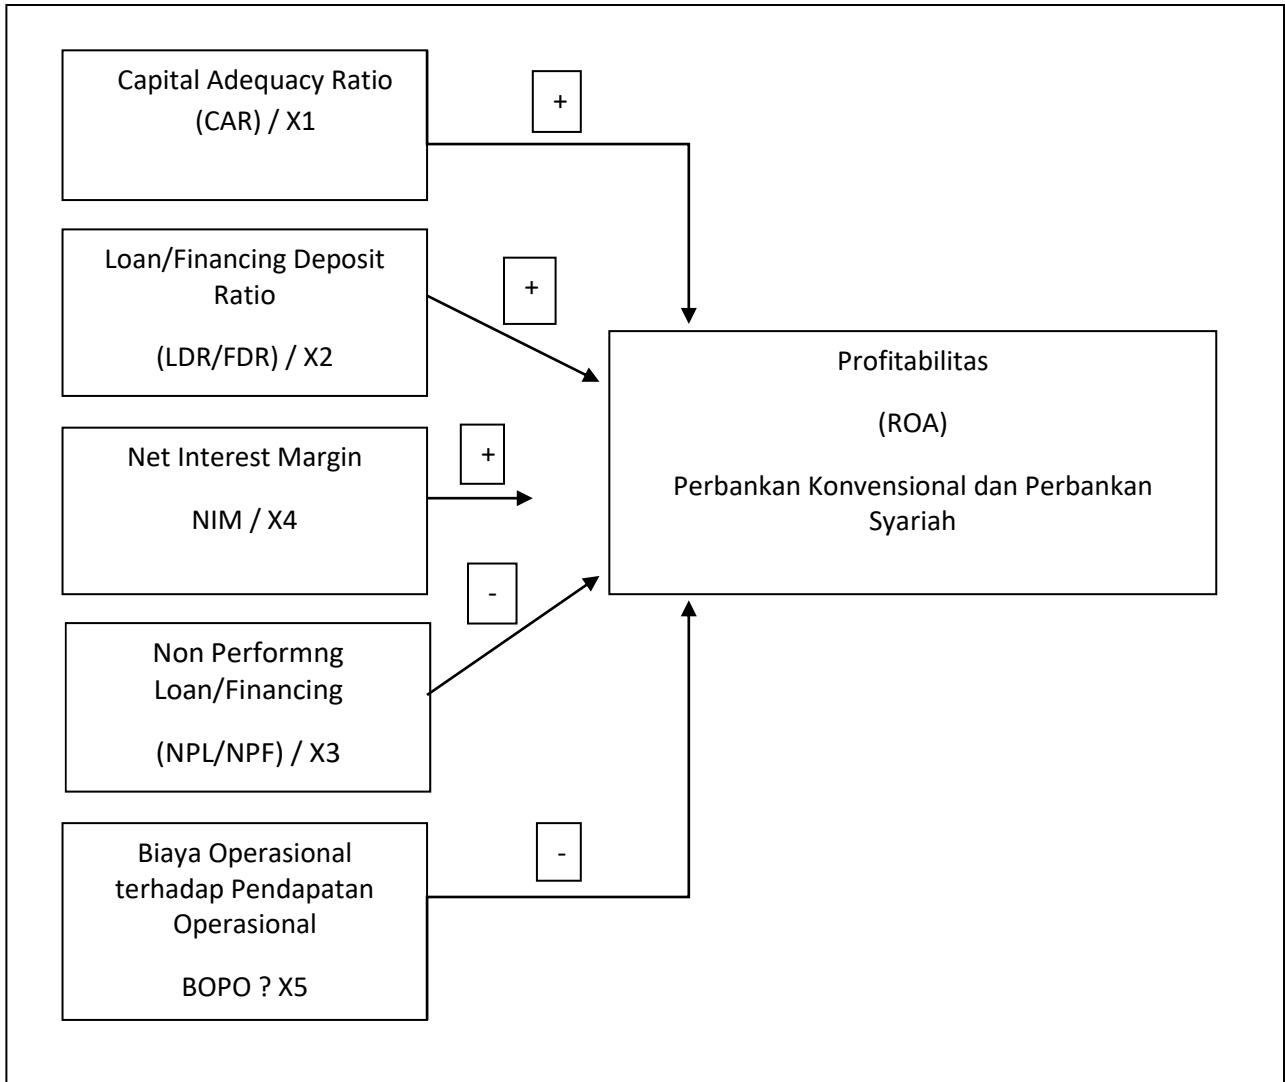 Capital Adequacy Ratio
(CAR) / X1
+
Loan/Financing Deposit
Ratio
(LDR/FDR) / X2
+
Net Interest Margin
NIM / X4
+
Non Performng
Loan/Financing
(NPL/NPF) / X3
-
Biaya Operasional
terhadap Pendapatan
Operasional
BOPO ? X5
-
Profitabilitas
(ROA)
Perbankan Konvensional dan Perbankan
Syariah